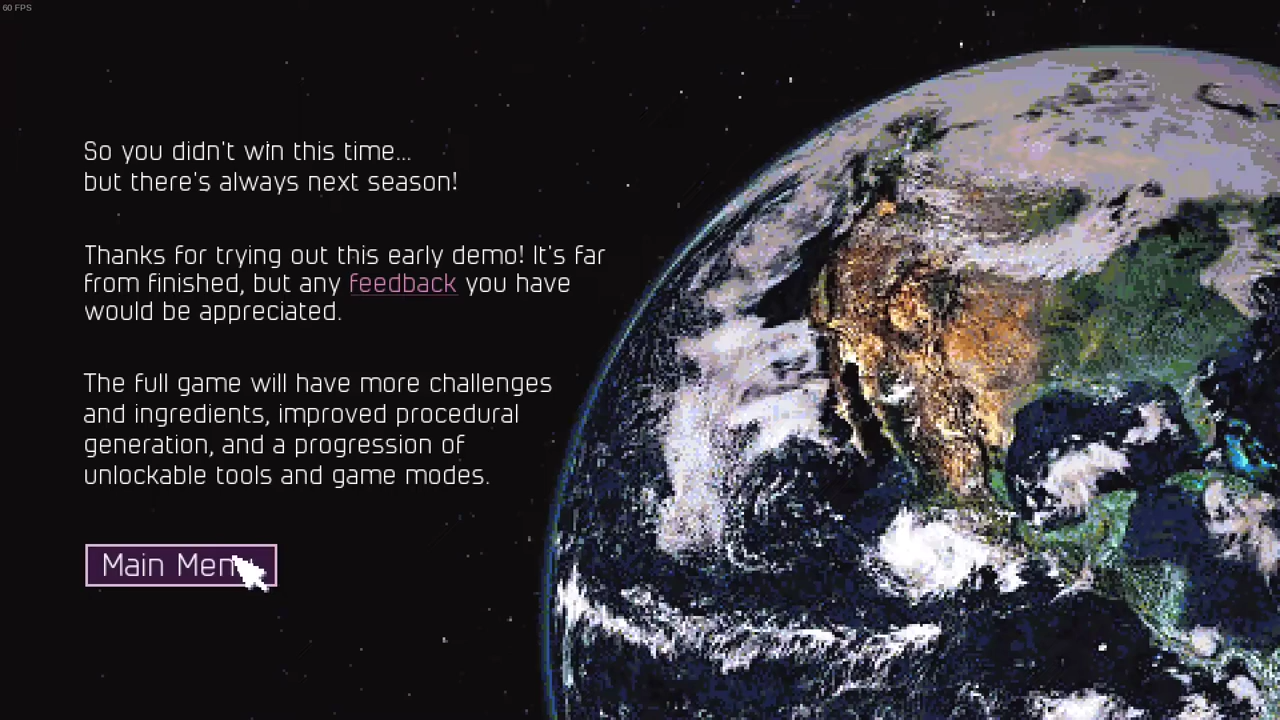 60 FPS
So you didn't win this time...
but there's always next season!
Thanks for trying out this early demo! It's far
from finished, but any feedback you have
would be appreciated.
The full game will have more challenges
and ingredients, improved procedural
generation, and a progression of
unlockable tools and game modes.
Main Menu